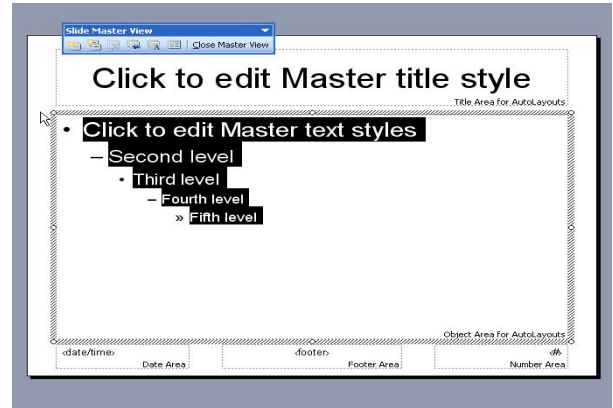 Slide Master View
Close Master View
Click to edit Master title style
Title Area for AutoLayouts
• Click to edit Master text styles
– Second level
• Third level
– Fourth level
» Fifth level
Object Area for AutoLayouts
<date/time>
Date Area
<footer>
Footer Area
<#>
Number Area